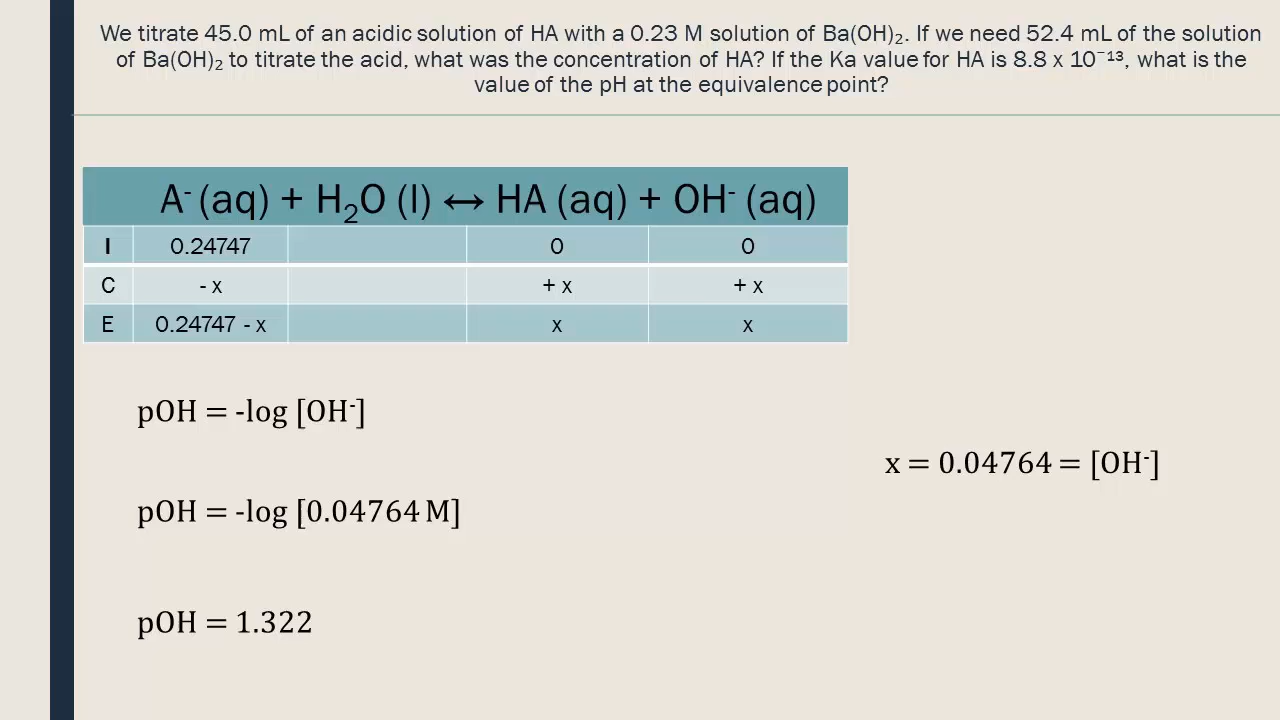 We titrate 45.0 mL of an acidic solution of HA with a 0.23 M solution of Ba(OH)₂. If we need 52.4 mL of the solution
of Ba(OH)₂ to titrate the acid, what was the concentration of HA? If the Ka value for HA is 8.8 x 10⁻¹³, what is the
value of the pH at the equivalence point?
A⁻ (aq) + H₂O (l) ↔ HA (aq) + OH⁻ (aq)
I 0.24747 0 0
C - x + x + x
E 0.24747 - x x x
pOH = -log [OH⁻]
x = 0.04764 = [OH⁻]
pOH = -log [0.04764 M]
pOH = 1.322